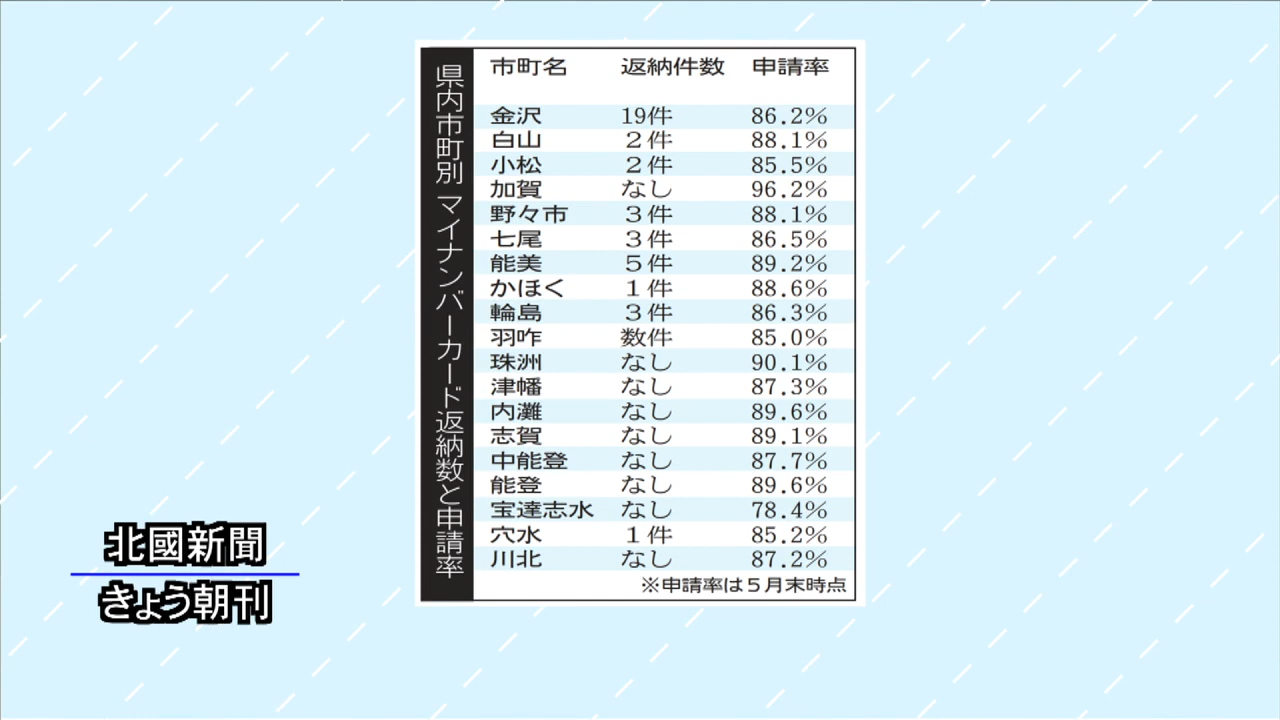 県内市町別 マイナンバーカード返納数と申請率
市町名 返納件数 申請率
金沢 19件 86.2%
白山 2件 88.1%
小松 2件 85.5%
加賀 なし 96.2%
野々市 3件 88.1%
七尾 3件 86.5%
能美 5件 89.2%
かほく 1件 88.6%
輪島 3件 86.3%
羽咋 数件 85.0%
珠洲 なし 90.1%
津幡 なし 87.3%
内灘 なし 89.6%
志賀 なし 89.1%
中能登 なし 87.7%
能登 なし 89.6%
宝達志水 なし 78.4%
穴水 1件 85.2%
川北 なし 87.2%
※申請率は5月末時点
北國新聞
きょう朝刊